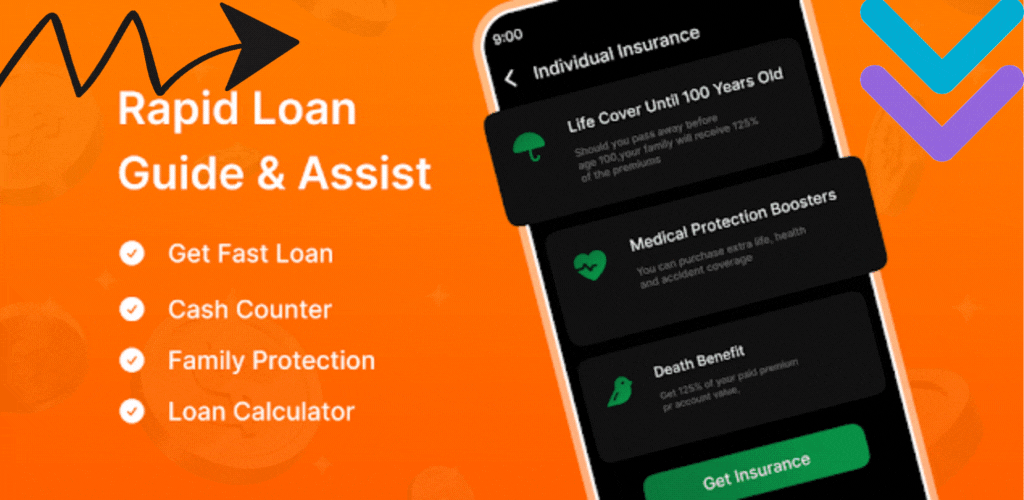 Rapid Loan
Guide & Assist
Get Fast Loan
Cash Counter
Family Protection
Loan Calculator
9:00
Individual Insurance
Life Cover Until 100 Years Old
Should you pass away before
age 100,your family will receive 125%
of the premiums
Medical Protection Boosters
You can purchase extra life, health
and accident coverage
Death Benefit
Get 125% of your paid premium
pr account value,
Get Insurance